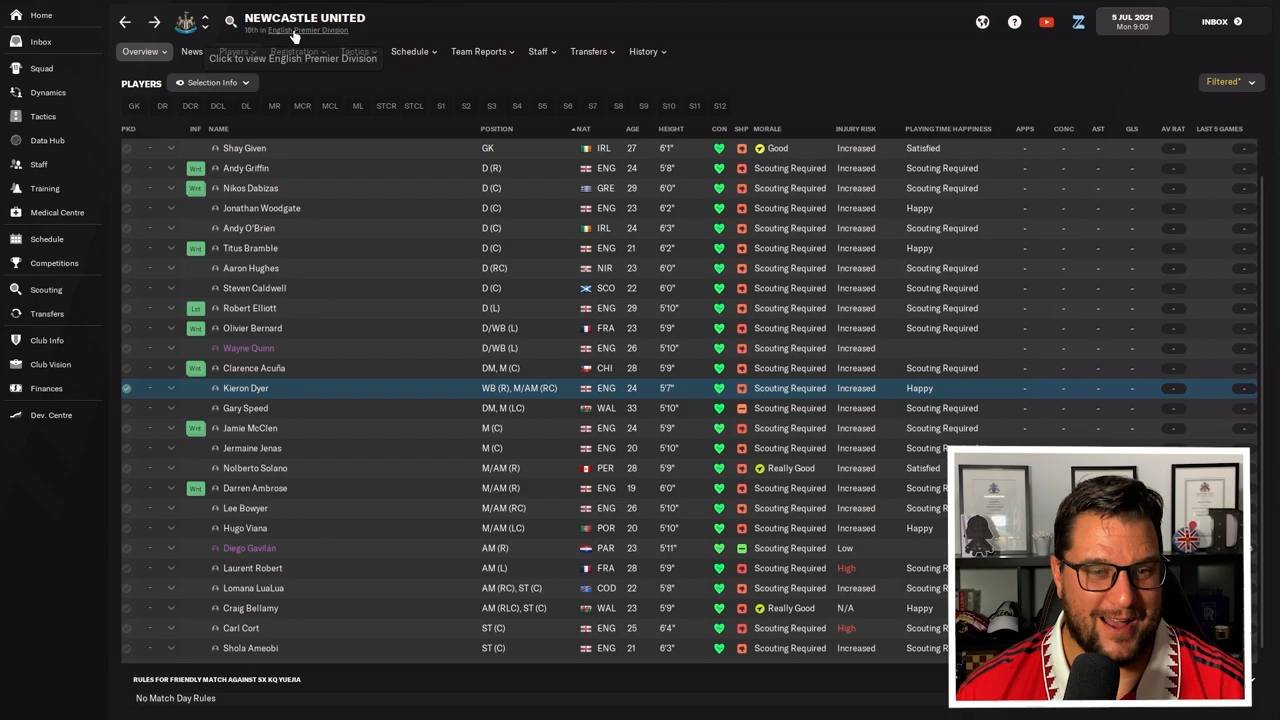 Home
Inbox
Squad
Dynamics
Tactics
Data Hub
Staff
Training
Medical Centre
Schedule
Competitions
Scouting
Transfers
Club Info
Club Vision
Finances
Dev. Centre
NEWCASTLE UNITED
English Premier Division
5 JUL 2021
Mon 9:00
INBOX
Overview News Players Registration Tactics Schedule Team Reports Staff Transfers History
Click to view English Premier Division
PLAYERS Selection Info Filtered*
GK DR DCR DCL DL MR MCR MCL ML STCR STCL S1 S2 S3 S4 S5 S6 S7 S8 S9 S10 S11 S12
PKD INF NAME POSITION NAT AGE HEIGHT CON SHP MORALE INJURY RISK PLAYING TIME HAPPINESS APPS CONC AST GLS AV RAT LAST 5 GAMES
- Shay Given GK IRL 27 6'1" Good Increased Satisfied - - - - - -
- Wnt Andy Griffin D (R) ENG 24 5'8" Scouting Required Increased Scouting Required - - - - - -
- Wnt Nikos Dabizas D (C) GRE 29 6'0" Scouting Required Increased Scouting Required - - - - - -
- Jonathan Woodgate D (C) ENG 23 6'2" Scouting Required Increased Happy - - - - - -
- Andy O'Brien D (C) IRL 24 6'3" Scouting Required Increased Scouting Required - - - - - -
- Wnt Titus Bramble D (C) ENG 21 6'2" Scouting Required Increased Happy - - - - - -
- Aaron Hughes D (RC) NIR 23 6'0" Scouting Required Increased Scouting Required - - - - - -
- Steven Caldwell D (C) SCO 22 6'0" Scouting Required Increased Scouting Required - - - - - -
- Lst Robert Elliott D (L) ENG 29 5'10" Scouting Required Increased Scouting Required - - - - - -
- Wnt Olivier Bernard D/WB (L) FRA 23 5'9" Scouting Required Increased Scouting Required - - - - - -
- Wayne Quinn D/WB (L) ENG 26 5'10" Scouting Required Increased - - - - - -
- Wnt Clarence Acuña DM, M (C) CHI 28 5'9" Scouting Required Increased Scouting Required - - - - - -
- Kieron Dyer WB (R), M/AM (RC) ENG 24 5'7" Scouting Required Increased Happy - - - - - -
- Gary Speed DM, M (LC) WAL 33 5'10" Scouting Required Increased Scouting Required - - - - - -
- Wnt Jamie McClen M (C) ENG 24 5'9" Scouting Required Increased Scouting Required - - - - - -
- Jermaine Jenas M (C) ENG 20 5'10" Scouting Required Increased
- Nolberto Solano M/AM (R) PER 28 5'9" Really Good Increased Satisfied
- Wnt Darren Ambrose M/AM (R) ENG 19 6'0" Scouting Required Increased
- Lee Bowyer M/AM (RC) ENG 26 5'10" Scouting Required Increased
- Hugo Viana M/AM (LC) POR 20 5'10" Scouting Required Increased Happy
- Diego Gavilán AM (R) PAR 23 5'11" Scouting Required Low
- Laurent Robert AM (L) FRA 28 5'9" Scouting Required High
- Lomana LuaLua AM (RC), ST (C) COD 22 5'8" Scouting Required Increased
- Craig Bellamy AM (RLC), ST (C) WAL 23 5'9" Really Good N/A Happy
- Carl Cort ST (C) ENG 25 6'4" Scouting Required High
- Shola Ameobi ST (C) ENG 21 6'3" Scouting Required Increased
RULES FOR FRIENDLY MATCH AGAINST SX KQ YUEJIA
No Match Day Rules